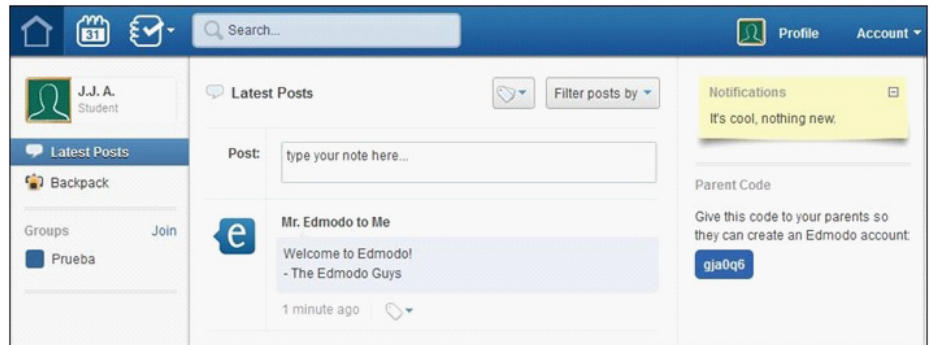 31
Search...
Profile
Account
J.J. A.
Student
Latest Posts
Backpack
Groups
Join
Prueba
Latest Posts
Filter posts by
Post:
type your note here...
e
Mr. Edmodo to Me
Welcome to Edmodo!
- The Edmodo Guys
1 minute ago
Notifications
It's cool, nothing new.
Parent Code
Give this code to your parents so
they can create an Edmodo account:
gja0q6